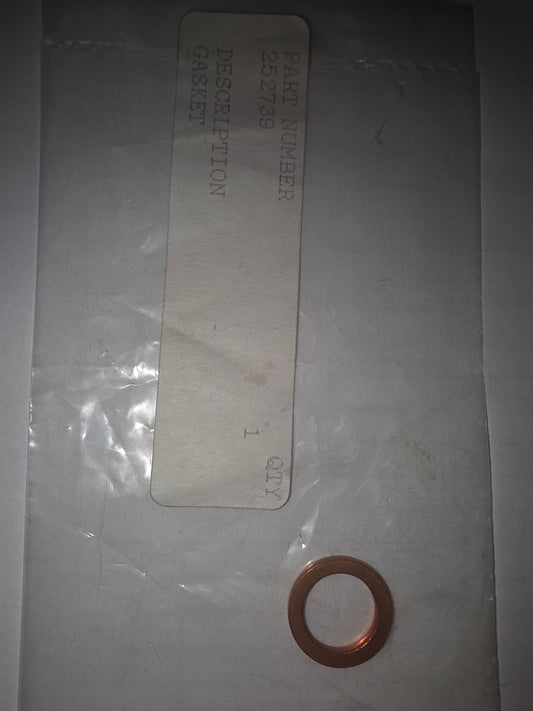 PART NUMBER QTY
252789 1
DESCRIPTION
GASKET